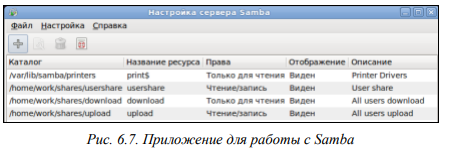 Настройка сервера Samba
Файл Настройка Справка
Каталог Название ресурса Права Отображение Описание
/var/lib/samba/printers print$ Только для чтения Виден Printer Drivers
/home/work/shares/usershare usershare Чтение/запись Виден User share
/home/work/shares/download download Только для чтения Виден All users download
/home/work/shares/upload upload Чтение/запись Виден All users upload
Рис. 6.7. Приложение для работы с Samba